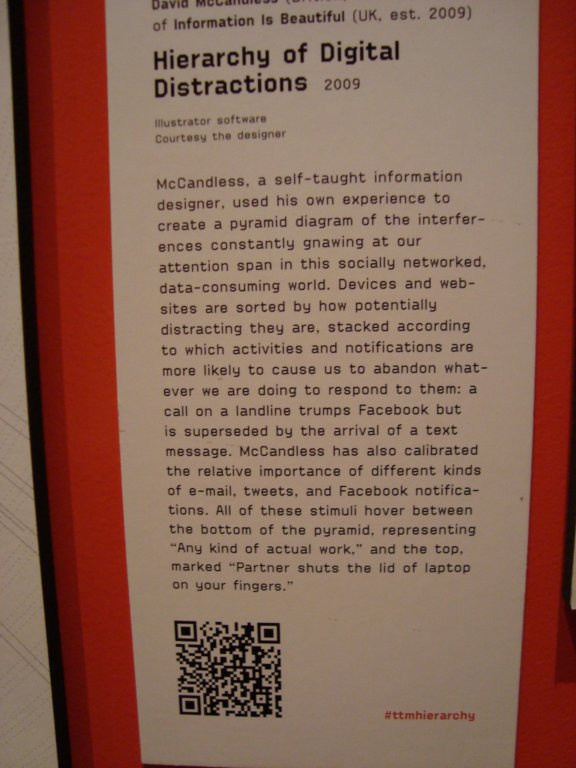 David McCandless
of Information Is Beautiful (UK, est. 2009)
Hierarchy of Digital
Distractions 2009
Illustrator software
Courtesy the designer
McCandless, a self-taught information
designer, used his own experience to
create a pyramid diagram of the interfer-
ences constantly gnawing at our
attention span in this socially networked,
data-consuming world. Devices and web-
sites are sorted by how potentially
distracting they are, stacked according
to which activities and notifications are
more likely to cause us to abandon what-
ever we are doing to respond to them: a
call on a landline trumps Facebook but
is superseded by the arrival of a text
message. McCandless has also calibrated
the relative importance of different kinds
of e-mail, tweets, and Facebook notifica-
tions. All of these stimuli hover between
the bottom of the pyramid, representing
“Any kind of actual work,” and the top,
marked “Partner shuts the lid of laptop
on your fingers.”
#ttmhierarchy